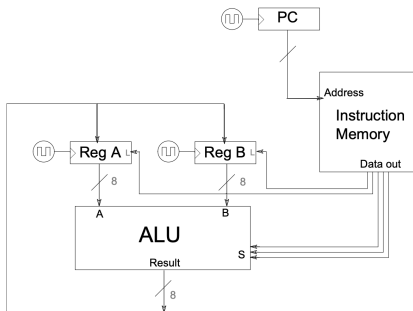 PC
Address
Instruction
Memory
Data out
Reg A L
Reg B L
8
8
A
B
ALU
S
Result
8